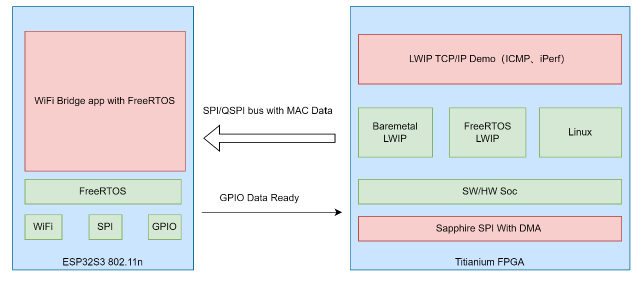 WiFi Bridge app with FreeRTOS
FreeRTOS
WiFi
SPI
GPIO
ESP32S3 802.11n
SPI/QSPI bus with MAC Data
GPIO Data Ready
LWIP TCP/IP Demo（ICMP、iPerf）
Baremetal
LWIP
FreeRTOS
LWIP
Linux
SW/HW Soc
Sapphire SPI With DMA
Titianium FPGA